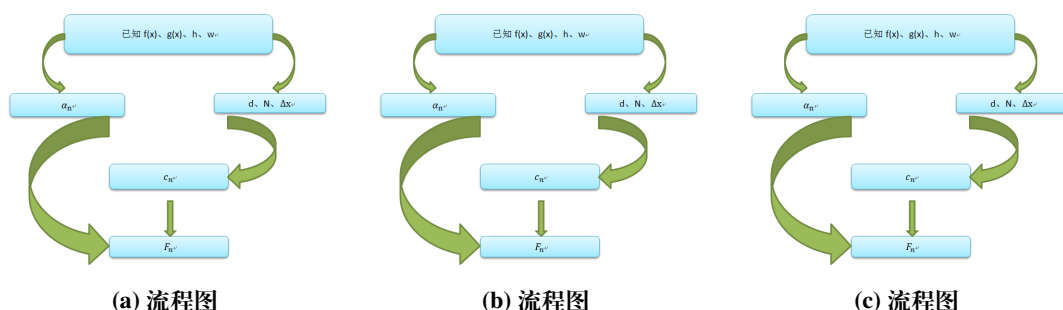 已知 f(x)、g(x)、h、w↵
αn↵
d、N、Δx↵
cn↵
Fn↵
(a) 流程图
已知 f(x)、g(x)、h、w↵
αn↵
d、N、Δx↵
cn↵
Fn↵
(b) 流程图
已知 f(x)、g(x)、h、w↵
αn↵
d、N、Δx↵
cn↵
Fn↵
(c) 流程图